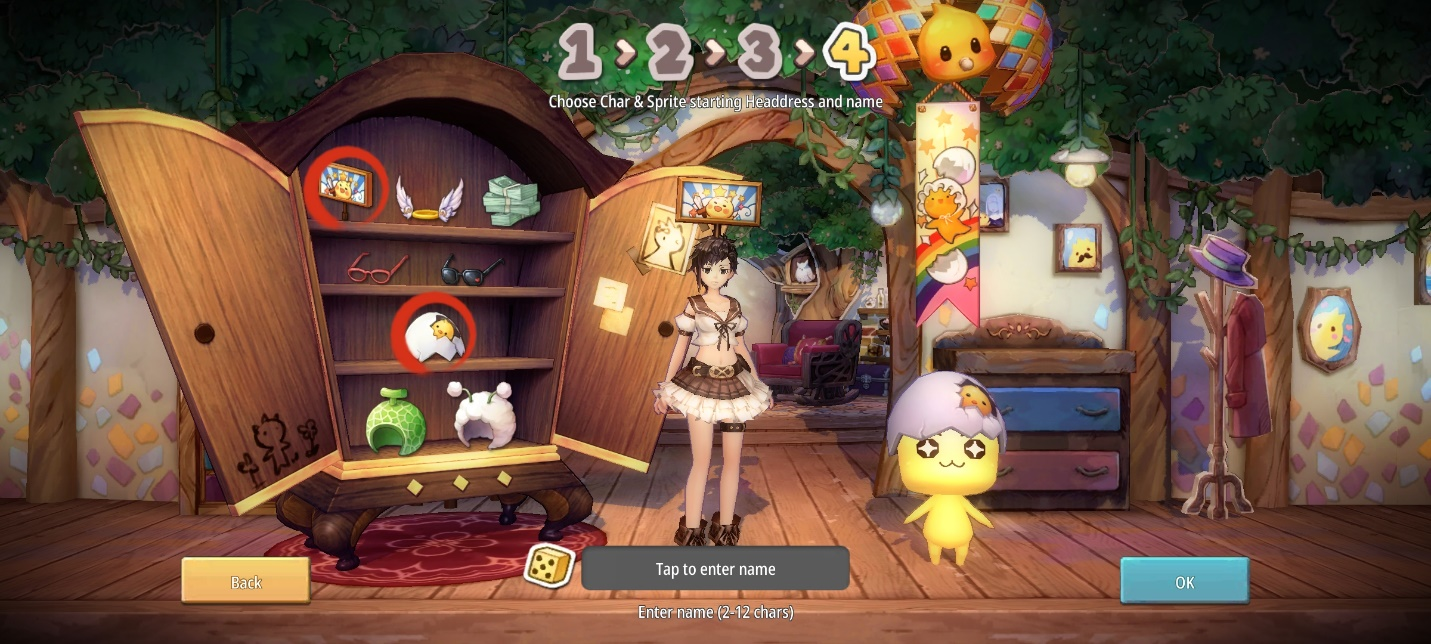 1 > 2 > 3 > 4
Choose Char & Sprite starting Headdress and name
Tap to enter name
Back
OK
Enter name (2-12 chars)